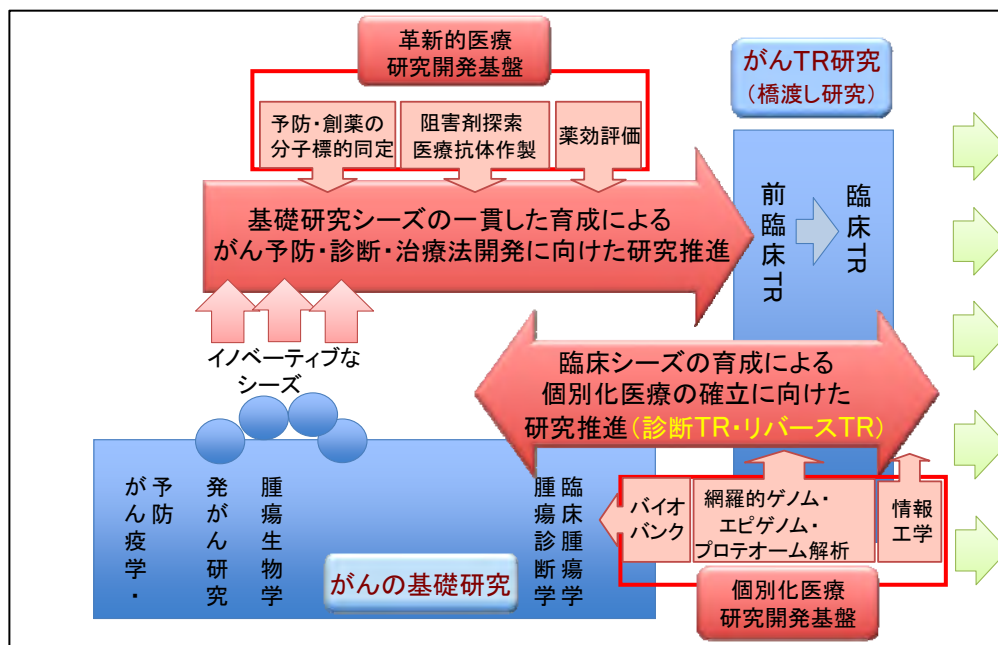 革新的医療
研究開発基盤
がんTR研究
（橋渡し研究）
予防・創薬の
分子標的同定
阻害剤探索
医療抗体作製
薬効評価
基礎研究シーズの一貫した育成による
がん予防・診断・治療法開発に向けた研究推進
前臨床TR
臨床TR
イノベーティブな
シーズ
臨床シーズの育成による
個別化医療の確立に向けた
研究推進（診断TR・リバースTR）
がん疫学・
予防
発がん研究
腫瘍生物学
腫瘍診断学
臨床腫瘍学
がんの基礎研究
バイオ
バンク
網羅的ゲノム・
エピゲノム・
プロテオーム解析
情報
工学
個別化医療
研究開発基盤